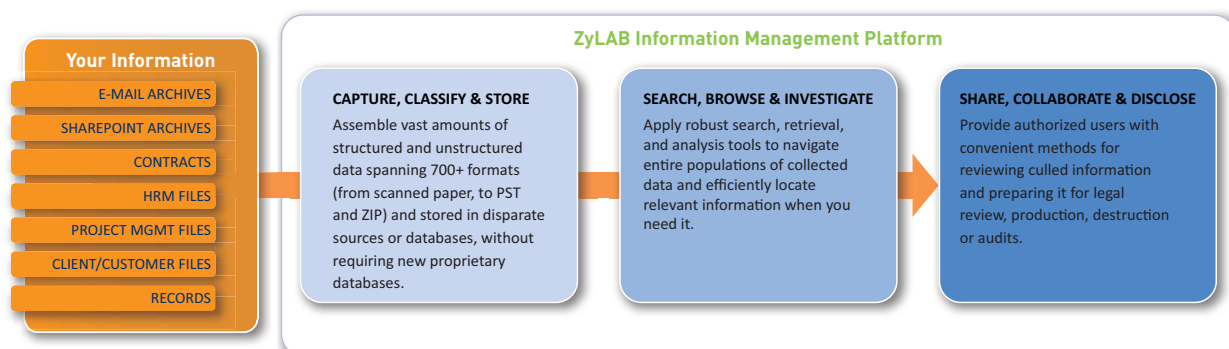 ZyLAB Information Management Platform
Your Information
E-MAIL ARCHIVES
SHAREPOINT ARCHIVES
CONTRACTS
HRM FILES
PROJECT MGMT FILES
CLIENT/CUSTOMER FILES
RECORDS
CAPTURE, CLASSIFY & STORE
Assemble vast amounts of
structured and unstructured
data spanning 700+ formats
(from scanned paper, to PST
and ZIP) and stored in disparate
sources or databases, without
requiring new proprietary
databases.
SEARCH, BROWSE & INVESTIGATE
Apply robust search, retrieval,
and analysis tools to navigate
entire populations of collected
data and efficiently locate
relevant information when you
need it.
SHARE, COLLABORATE & DISCLOSE
Provide authorized users with
convenient methods for
reviewing culled information
and preparing it for legal
review, production, destruction
or audits.